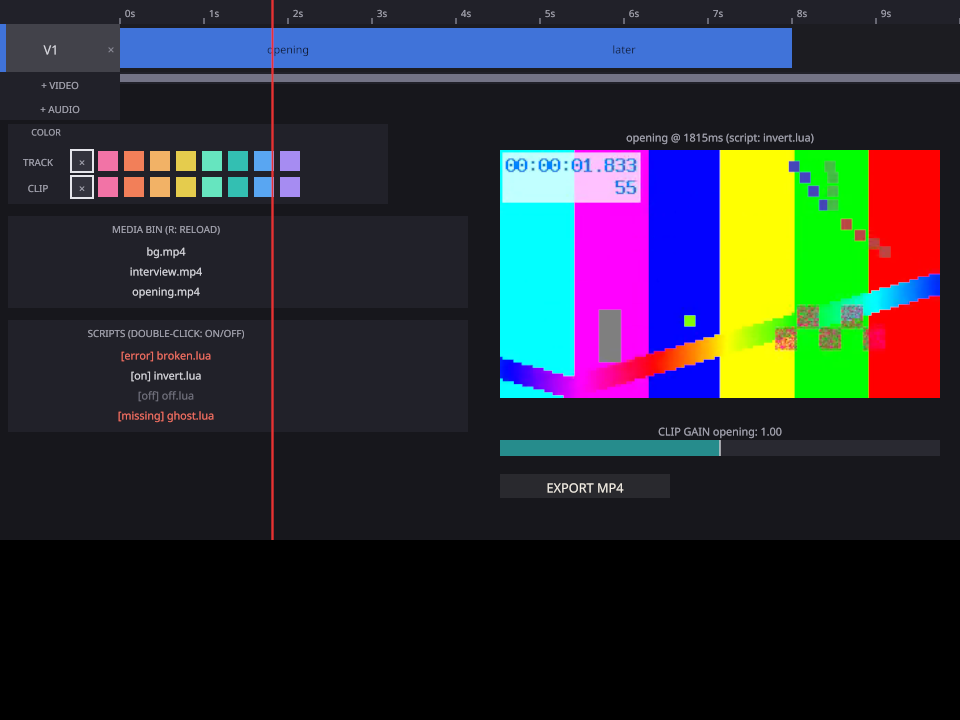 0s 1s 2s 3s 4s 5s 6s 7s 8s 9s
V1 ×
opening later
+ VIDEO
+ AUDIO
COLOR
TRACK ×
CLIP ×
MEDIA BIN (R: RELOAD)
bg.mp4
interview.mp4
opening.mp4
SCRIPTS (DOUBLE-CLICK: ON/OFF)
[error] broken.lua
[on] invert.lua
[off] off.lua
[missing] ghost.lua
opening @ 1815ms (script: invert.lua)
00:00:01.833
55
CLIP GAIN opening: 1.00
EXPORT MP4